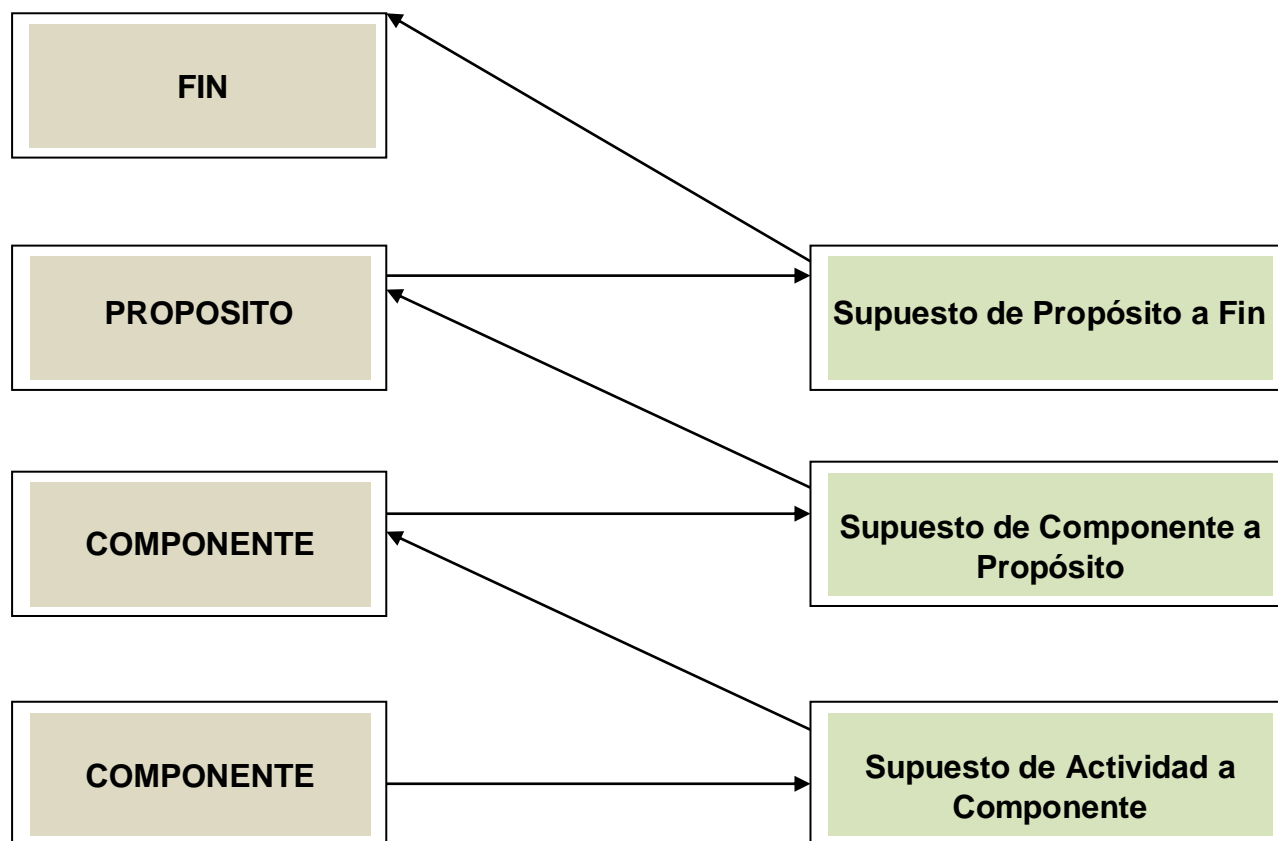 FIN
PROPOSITO
Supuesto de Propósito a Fin
COMPONENTE
Supuesto de Componente a
Propósito
COMPONENTE
Supuesto de Actividad a
Componente